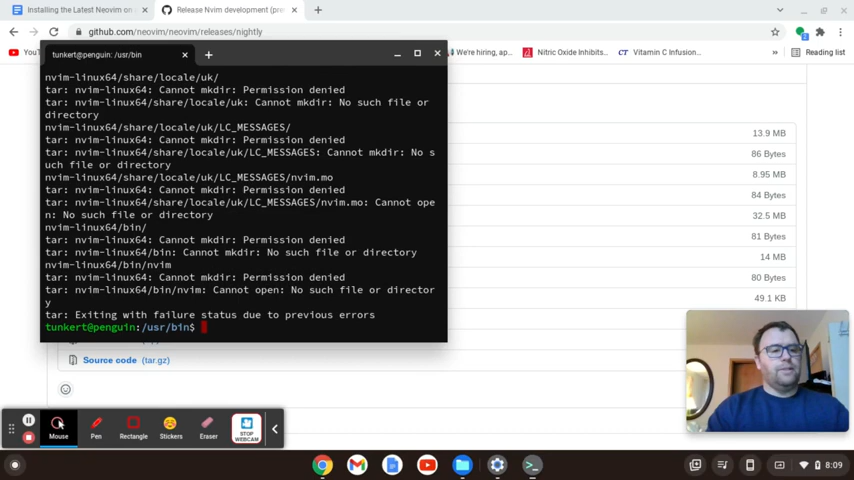 Installing the Latest Neovim on
Release Nvim development (pre
github.com/neovim/neovim/releases/nightly
We're hiring, ap...
Nitric Oxide Inhibits...
CT Vitamin C Infusion...
»
Reading list
tunkert@penguin: /usr/bin
nvim-linux64/share/locale/uk/
tar: nvim-linux64: Cannot mkdir: Permission denied
tar: nvim-linux64/share/locale/uk: Cannot mkdir: No such file or
directory
nvim-linux64/share/locale/uk/LC_MESSAGES/
tar: nvim-linux64: Cannot mkdir: Permission denied
tar: nvim-linux64/share/locale/uk/LC_MESSAGES: Cannot mkdir: No s
uch file or directory
nvim-linux64/share/locale/uk/LC_MESSAGES/nvim.mo
tar: nvim-linux64: Cannot mkdir: Permission denied
tar: nvim-linux64/share/locale/uk/LC_MESSAGES/nvim.mo: Cannot ope
n: No such file or directory
nvim-linux64/bin/
tar: nvim-linux64: Cannot mkdir: Permission denied
tar: nvim-linux64/bin: Cannot mkdir: No such file or directory
nvim-linux64/bin/nvim
tar: nvim-linux64: Cannot mkdir: Permission denied
tar: nvim-linux64/bin/nvim: Cannot open: No such file or director
y
tar: Exiting with failure status due to previous errors
tunkert@penguin:/usr/bin$
13.9 MB
86 Bytes
8.95 MB
84 Bytes
32.5 MB
81 Bytes
14 MB
80 Bytes
49.1 KB
Source code (tar.gz)
Mouse
Pen
Rectangle
Stickers
Eraser
STOP
WEBCAM
8:09